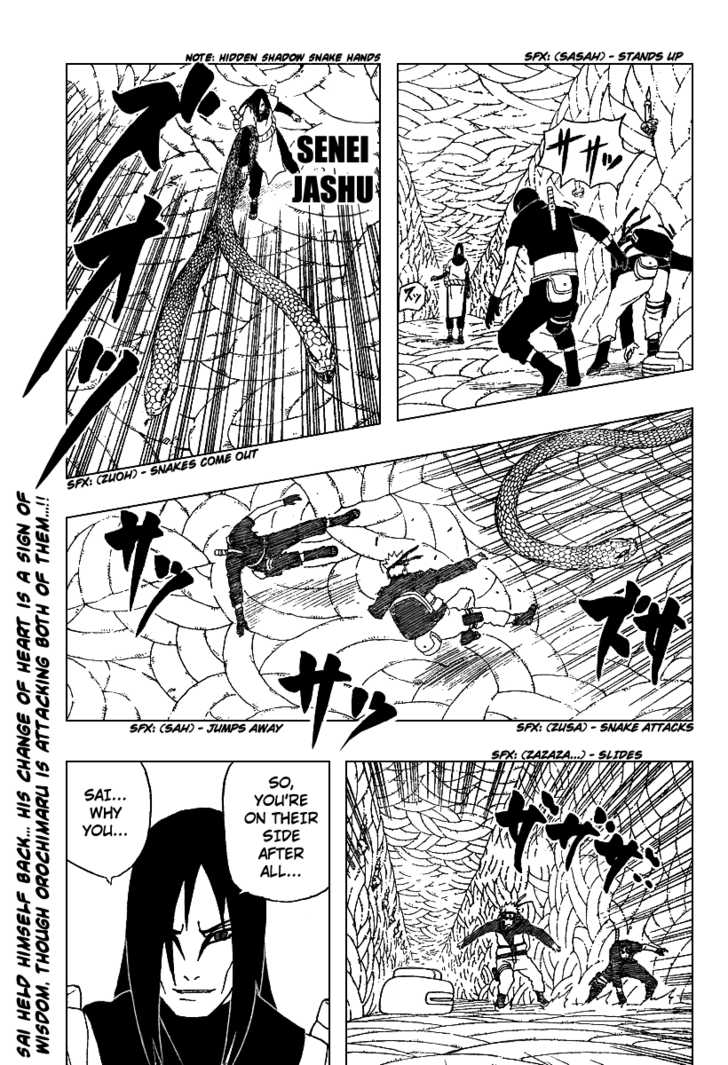 SFX: (SASAH) - STANDS UP
ササッ
ズッ
NOTE: HIDDEN SHADOW SNAKE HANDS
ズオッ
SENEI
JASHU
SFX: (ZUOH) - SNAKES COME OUT
ズサ
サッ
サッ
SFX: (SAH) - JUMPS AWAY
SFX: (ZUSA) - SNAKE ATTACKS
SFX: (ZAZAZA...) - SLIDES
ザザザ...
SO,
YOU'RE
ON THEIR
SIDE
AFTER
ALL...
SAI...
WHY
YOU...
SAI HELD HIMSELF BACK... HIS CHANGE OF HEART IS A SIGN OF
WISDOM, THOUGH OROCHIMARU IS ATTACKING BOTH OF THEM...!!